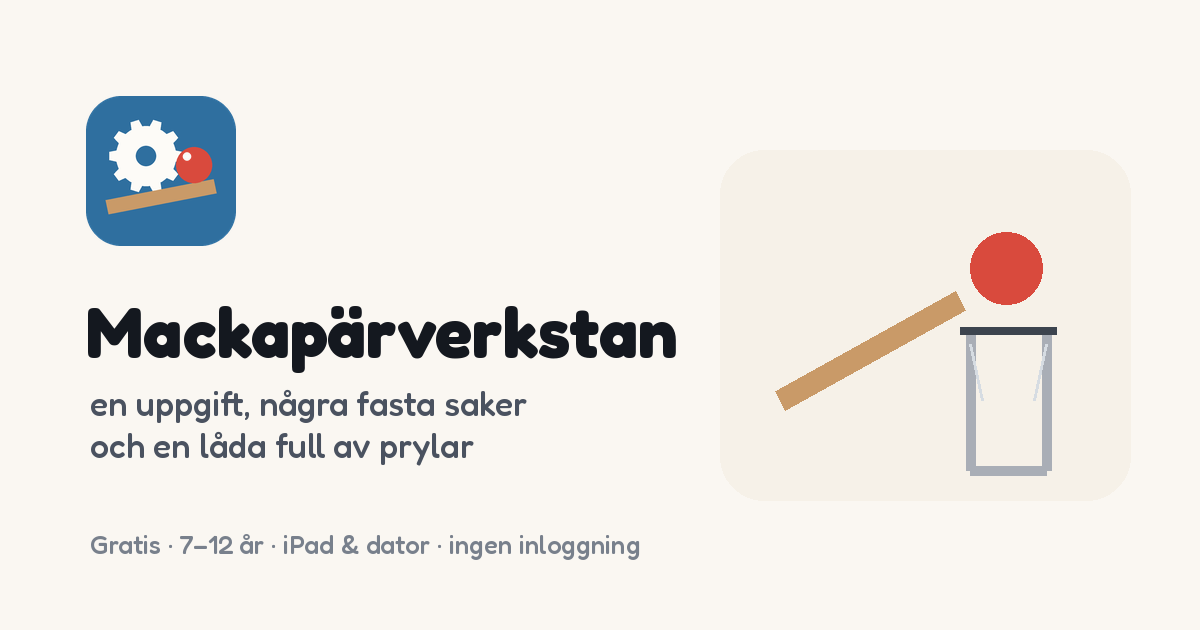 Mackapärverkstan
en uppgift, några fasta saker
och en låda full av prylar
Gratis · 7–12 år · iPad & dator · ingen inloggning